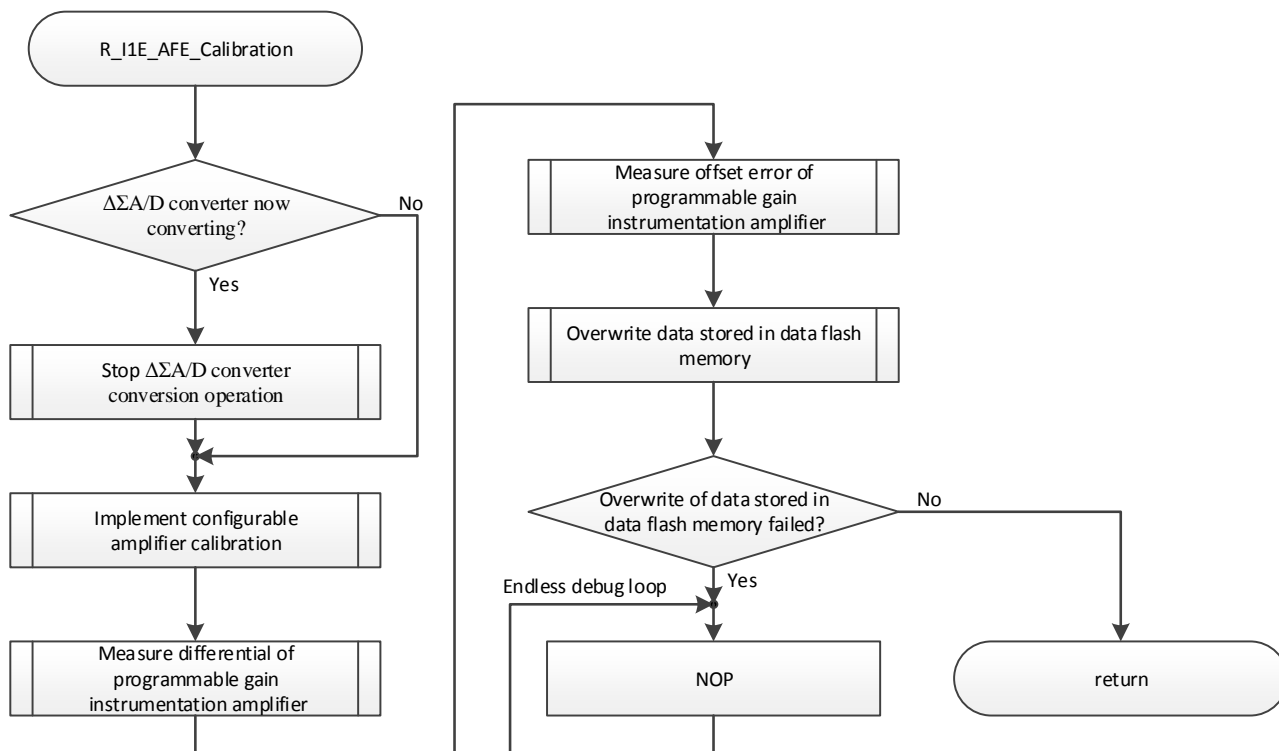 R_I1E_AFE_Calibration
ΔΣA/D converter now
converting?
No
Yes
Stop ΔΣA/D converter
conversion operation
Implement configurable
amplifier calibration
Measure differential of
programmable gain
instrumentation amplifier
Measure offset error of
programmable gain
instrumentation amplifier
Overwrite data stored in data flash
memory
Overwrite of data stored in
data flash memory failed?
No
Yes
Endless debug loop
NOP
return